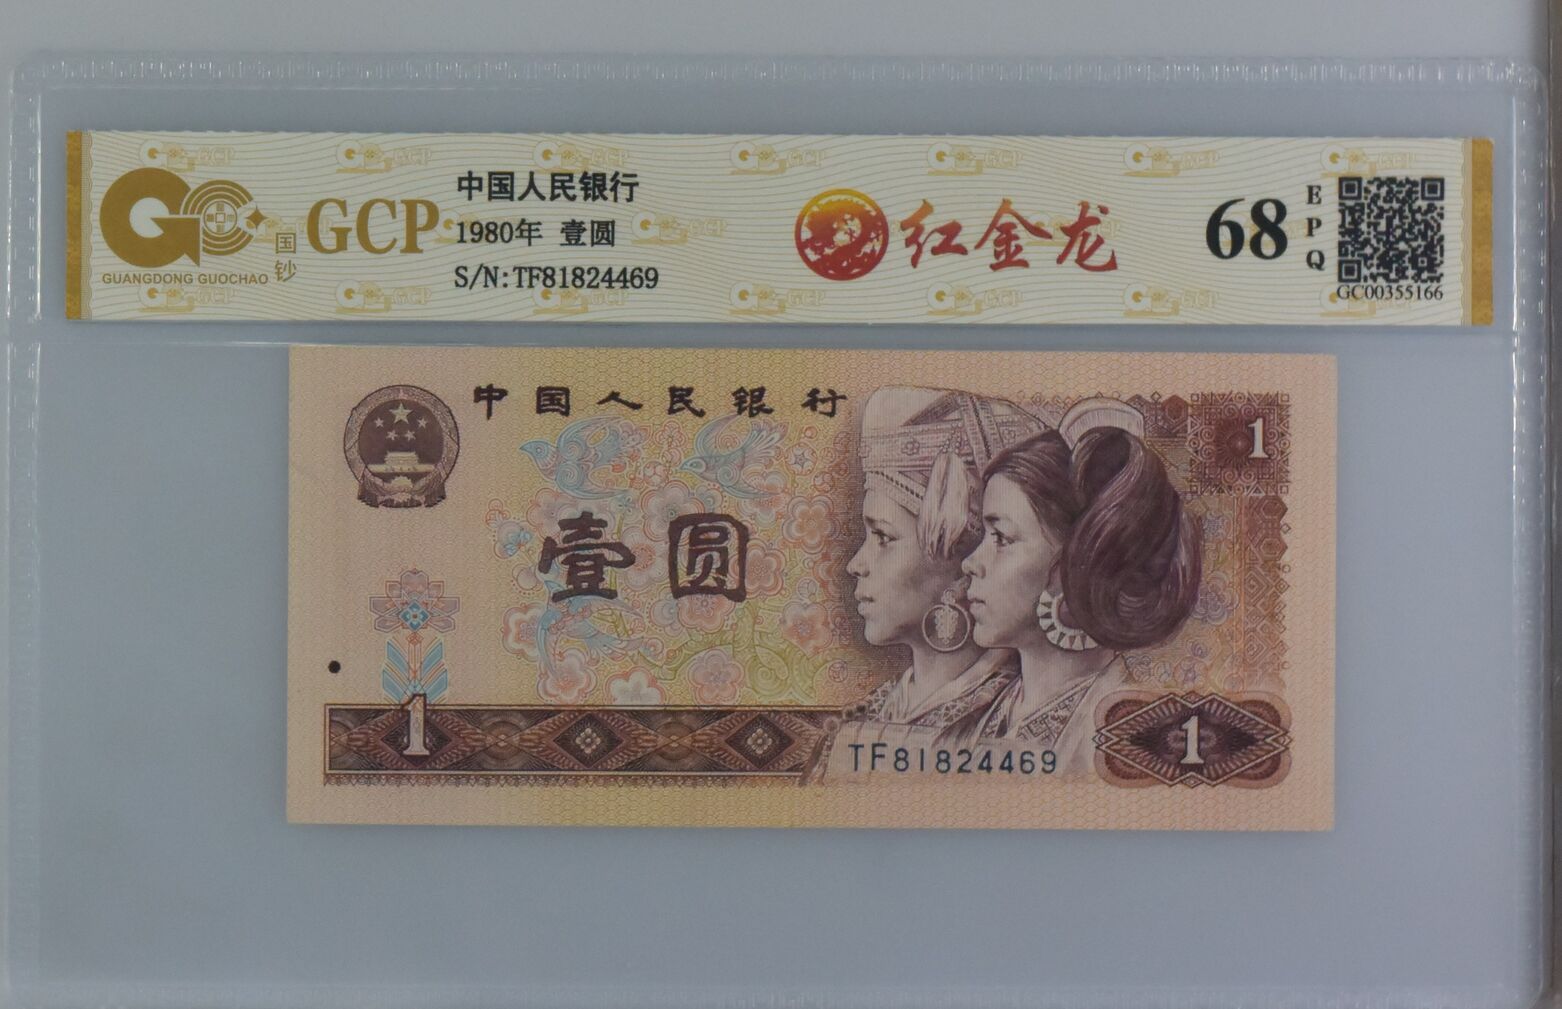 GUANGDONG GUOCHAO
国钞
GCP
中国人民银行
1980年 壹圆
S/N:TF81824469
红金龙
68
EPQ
GC00355166
中国人民银行
1
壹圆
1
TF81824469
1